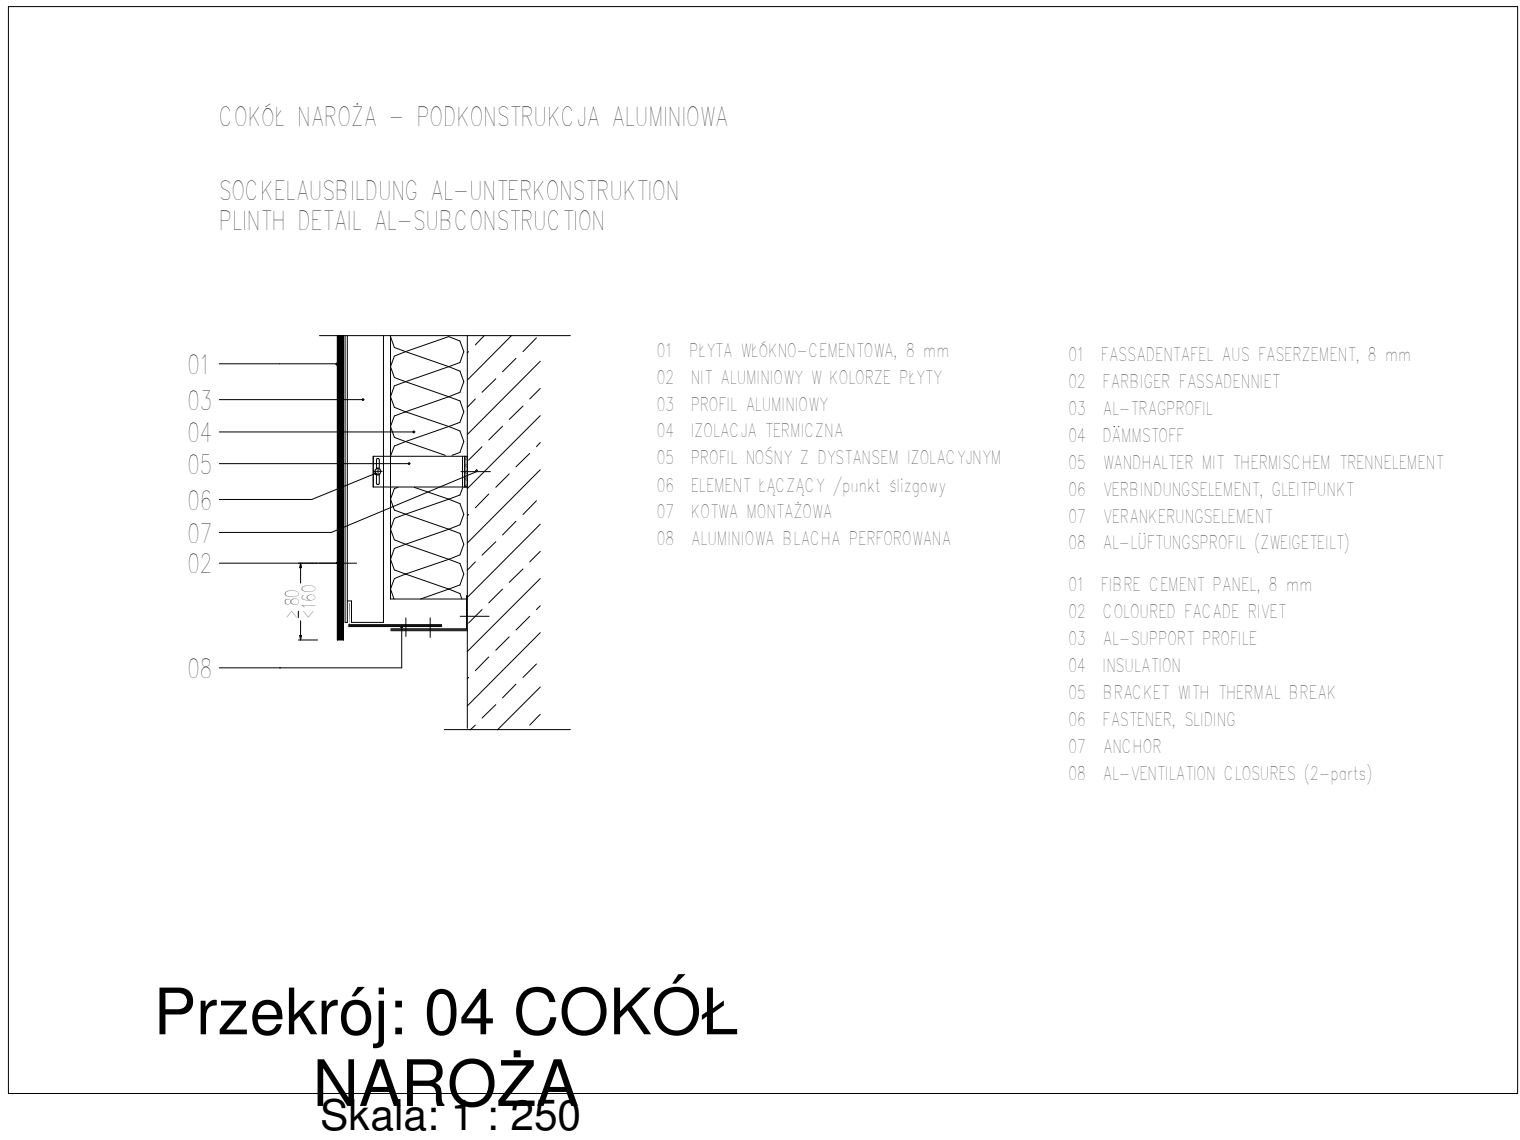 COKÓŁ NAROŻA – PODKONSTRUKCJA ALUMINIOWA
SOCKELAUSBILDUNG AL–UNTERKONSTRUKTION
PLINTH DETAIL AL–SUBCONSTRUCTION
01
03
04
05
06
07
02
≥80
<160
08
01 PŁYTA WŁÓKNO–CEMENTOWA, 8 mm
02 NIT ALUMINIOWY W KOLORZE PŁYTY
03 PROFIL ALUMINIOWY
04 IZOLACJA TERMICZNA
05 PROFIL NOŚNY Z DYSTANSEM IZOLACYJNYM
06 ELEMENT ŁĄCZĄCY /punkt ślizgowy
07 KOTWA MONTAŻOWA
08 ALUMINIOWA BLACHA PERFOROWANA
01 FASSADENTAFEL AUS FASERZEMENT, 8 mm
02 FARBIGER FASSADENNIET
03 AL–TRAGPROFIL
04 DÄMMSTOFF
05 WANDHALTER MIT THERMISCHEM TRENNELEMENT
06 VERBINDUNGSELEMENT, GLEITPUNKT
07 VERANKERUNGSELEMENT
08 AL–LÜFTUNGSPROFIL (ZWEIGETEILT)
01 FIBRE CEMENT PANEL, 8 mm
02 COLOURED FACADE RIVET
03 AL–SUPPORT PROFILE
04 INSULATION
05 BRACKET WITH THERMAL BREAK
06 FASTENER, SLIDING
07 ANCHOR
08 AL–VENTILATION CLOSURES (2–parts)
Przekrój: 04 COKÓŁ
NAROŻA
Skala: 1 : 250